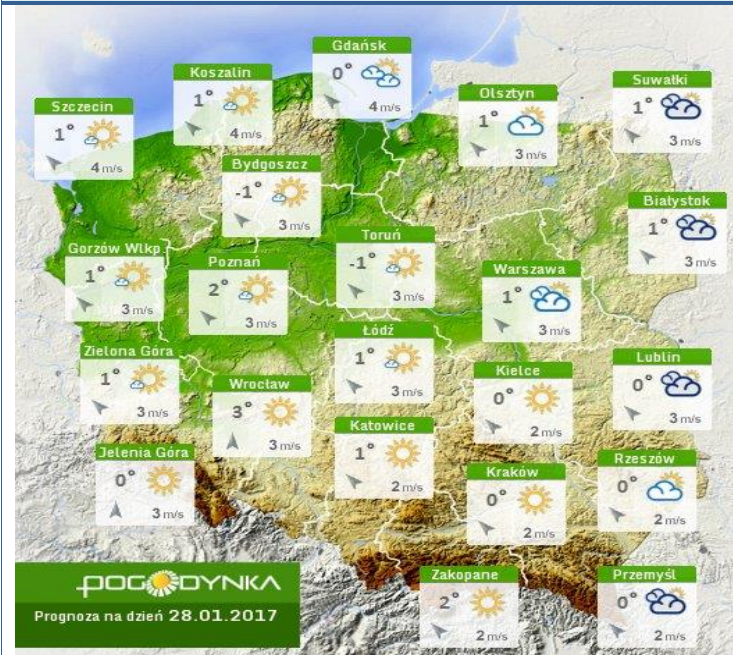 Gdańsk
0°
4 m/s
Koszalin
1°
4 m/s
Suwałki
1°
3 m/s
Szczecin
1°
4 m/s
Olsztyn
1°
3 m/s
Bydgoszcz
-1°
3 m/s
Białystok
1°
3 m/s
Toruń
-1°
3 m/s
Gorzów Wlkp.
1°
3 m/s
Poznań
2°
3 m/s
Warszawa
1°
3 m/s
Łódź
1°
3 m/s
Zielona Góra
1°
3 m/s
Lublin
0°
3 m/s
Kielce
0°
2 m/s
Wrocław
3°
3 m/s
Katowice
1°
2 m/s
Jelenia Góra
0°
3 m/s
Rzeszów
0°
2 m/s
Kraków
0°
2 m/s
Zakopane
2°
2 m/s
Przemyśl
0°
2 m/s
POGODYNKA
Prognoza na dzień 28.01.2017